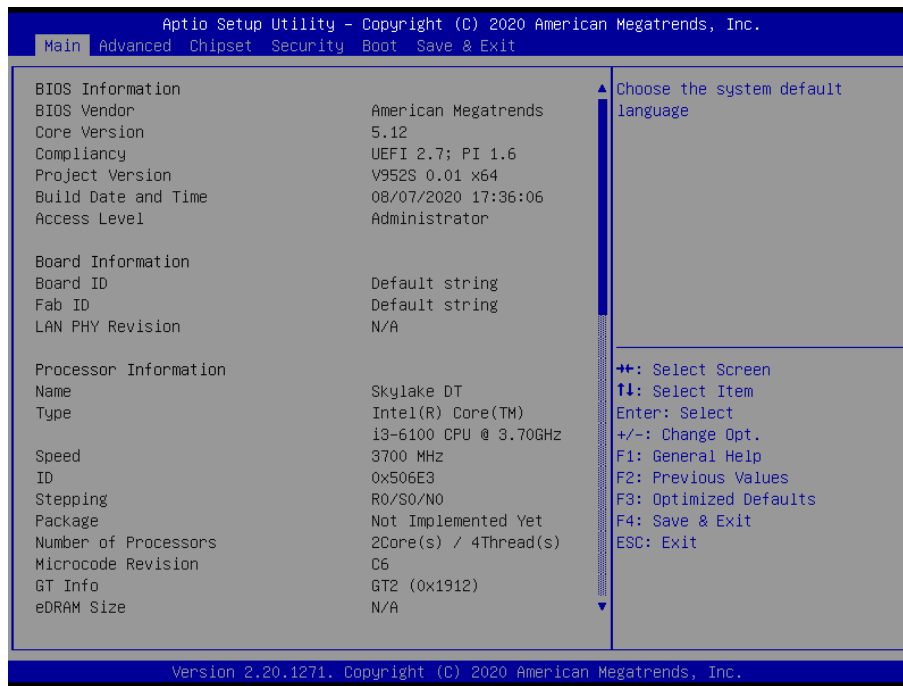 Aptio Setup Utility – Copyright (C) 2020 American Megatrends, Inc.
Main Advanced Chipset Security Boot Save & Exit
BIOS Information
BIOS Vendor American Megatrends
Core Version 5.12
Compliancy UEFI 2.7; PI 1.6
Project Version V952S 0.01 x64
Build Date and Time 08/07/2020 17:36:06
Access Level Administrator
Board Information
Board ID Default string
Fab ID Default string
LAN PHY Revision N/A
Processor Information
Name Skylake DT
Type Intel(R) Core(TM)
i3-6100 CPU @ 3.70GHz
Speed 3700 MHz
ID 0x506E3
Stepping R0/S0/N0
Package Not Implemented Yet
Number of Processors 2Core(s) / 4Thread(s)
Microcode Revision C6
GT Info GT2 (0x1912)
eDRAM Size N/A
Choose the system default
language
→←: Select Screen
↑↓: Select Item
Enter: Select
+/-: Change Opt.
F1: General Help
F2: Previous Values
F3: Optimized Defaults
F4: Save & Exit
ESC: Exit
Version 2.20.1271. Copyright (C) 2020 American Megatrends, Inc.